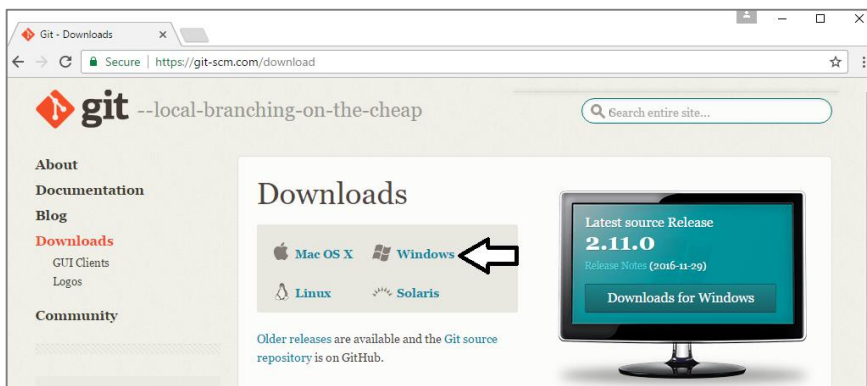 Git - Downloads
Secure | https://git-scm.com/download
git --local-branching-on-the-cheap
Search entire site...
About
Documentation
Blog
Downloads
GUI Clients
Logos
Community
Downloads
Mac OS X Windows
Linux Solaris
Older releases are available and the Git source
repository is on GitHub.
Latest source Release
2.11.0
Release Notes (2016-11-29)
Downloads for Windows